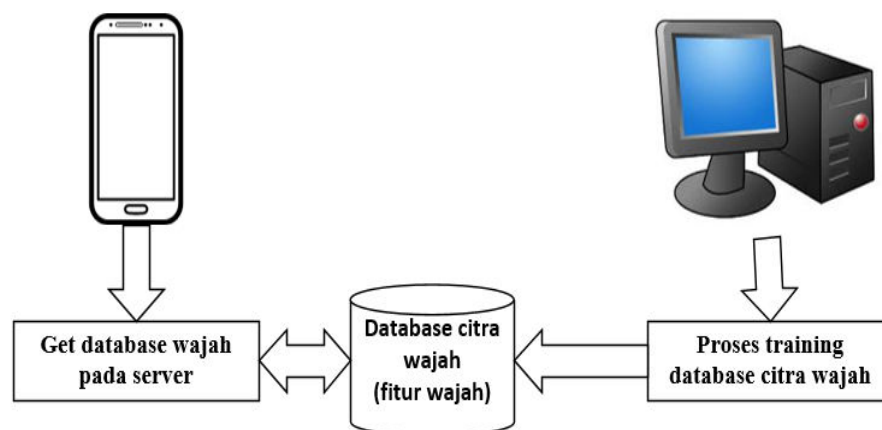 Get database wajah
pada server
Database citra
wajah
(fitur wajah)
Proses training
database citra wajah